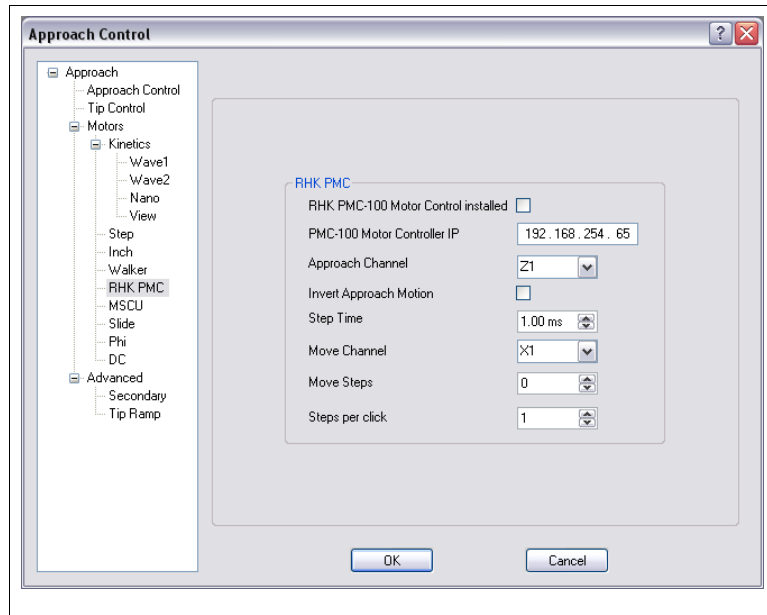 Approach Control
Approach
Approach Control
Tip Control
Motors
Kinetics
Wave1
Wave2
Nano
View
Step
Inch
Walker
RHK PMC
MSCU
Slide
Phi
DC
Advanced
Secondary
Tip Ramp
RHK PMC
RHK PMC-100 Motor Control installed
PMC-100 Motor Controller IP 192 . 168 . 254 . 65
Approach Channel Z1
Invert Approach Motion
Step Time 1.00 ms
Move Channel X1
Move Steps 0
Steps per click 1
OK Cancel